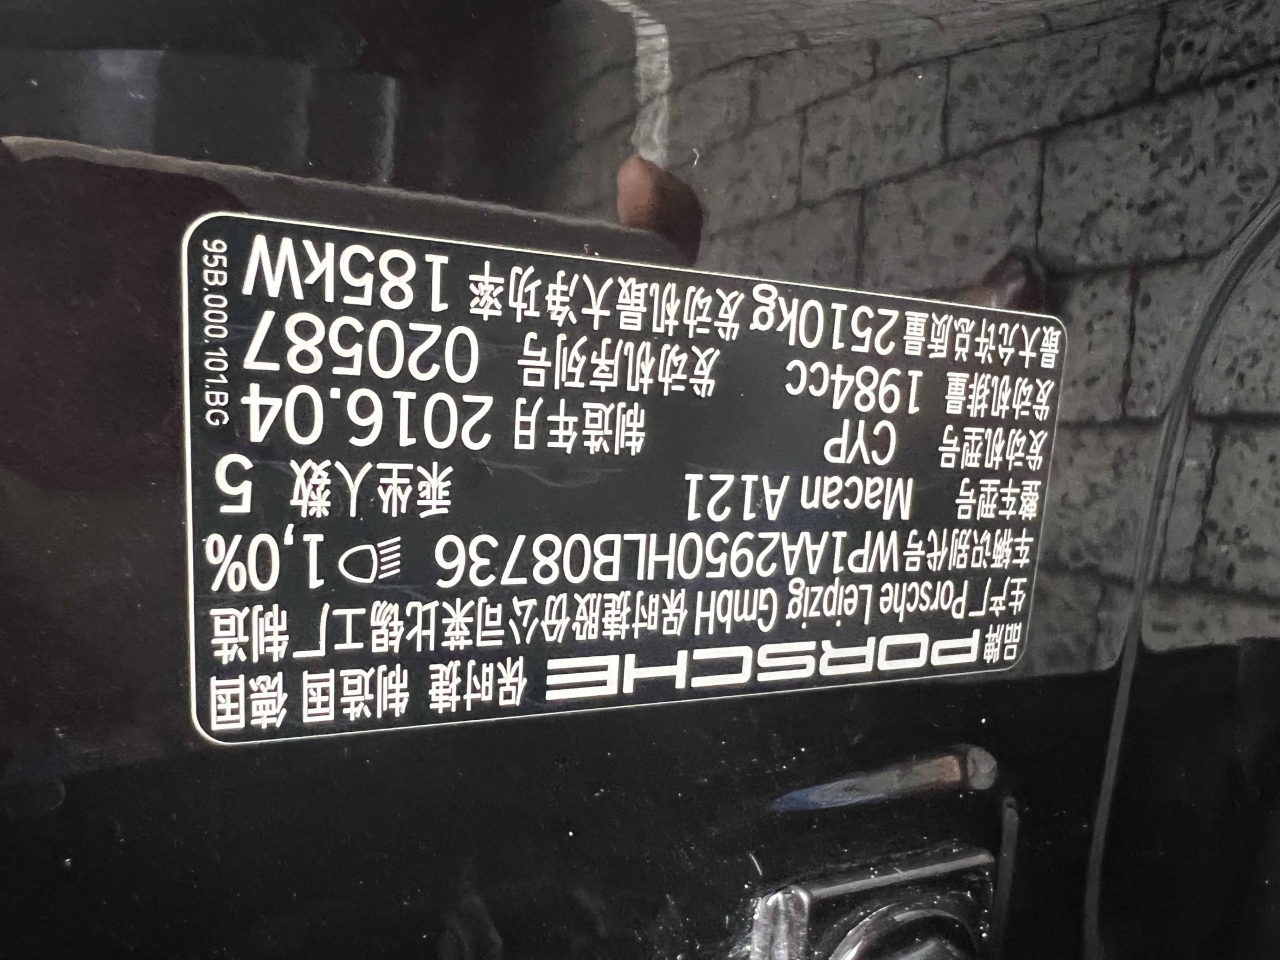 品牌 PORSCHE 保时捷 制造国 德国
生产厂 Porsche Leipzig GmbH 保时捷股份公司莱比锡工厂制造
车辆识别代号 WP1AA2950HLB08736 1,0%
整车型号 Macan A121 乘坐人数 5
发动机型号 CYP 制造年月 2016.04
发动机排量 1984cc 发动机序列号 020587
最大允许总质量 2510kg 发动机最大净功率 185kW
95B.000.101.BG